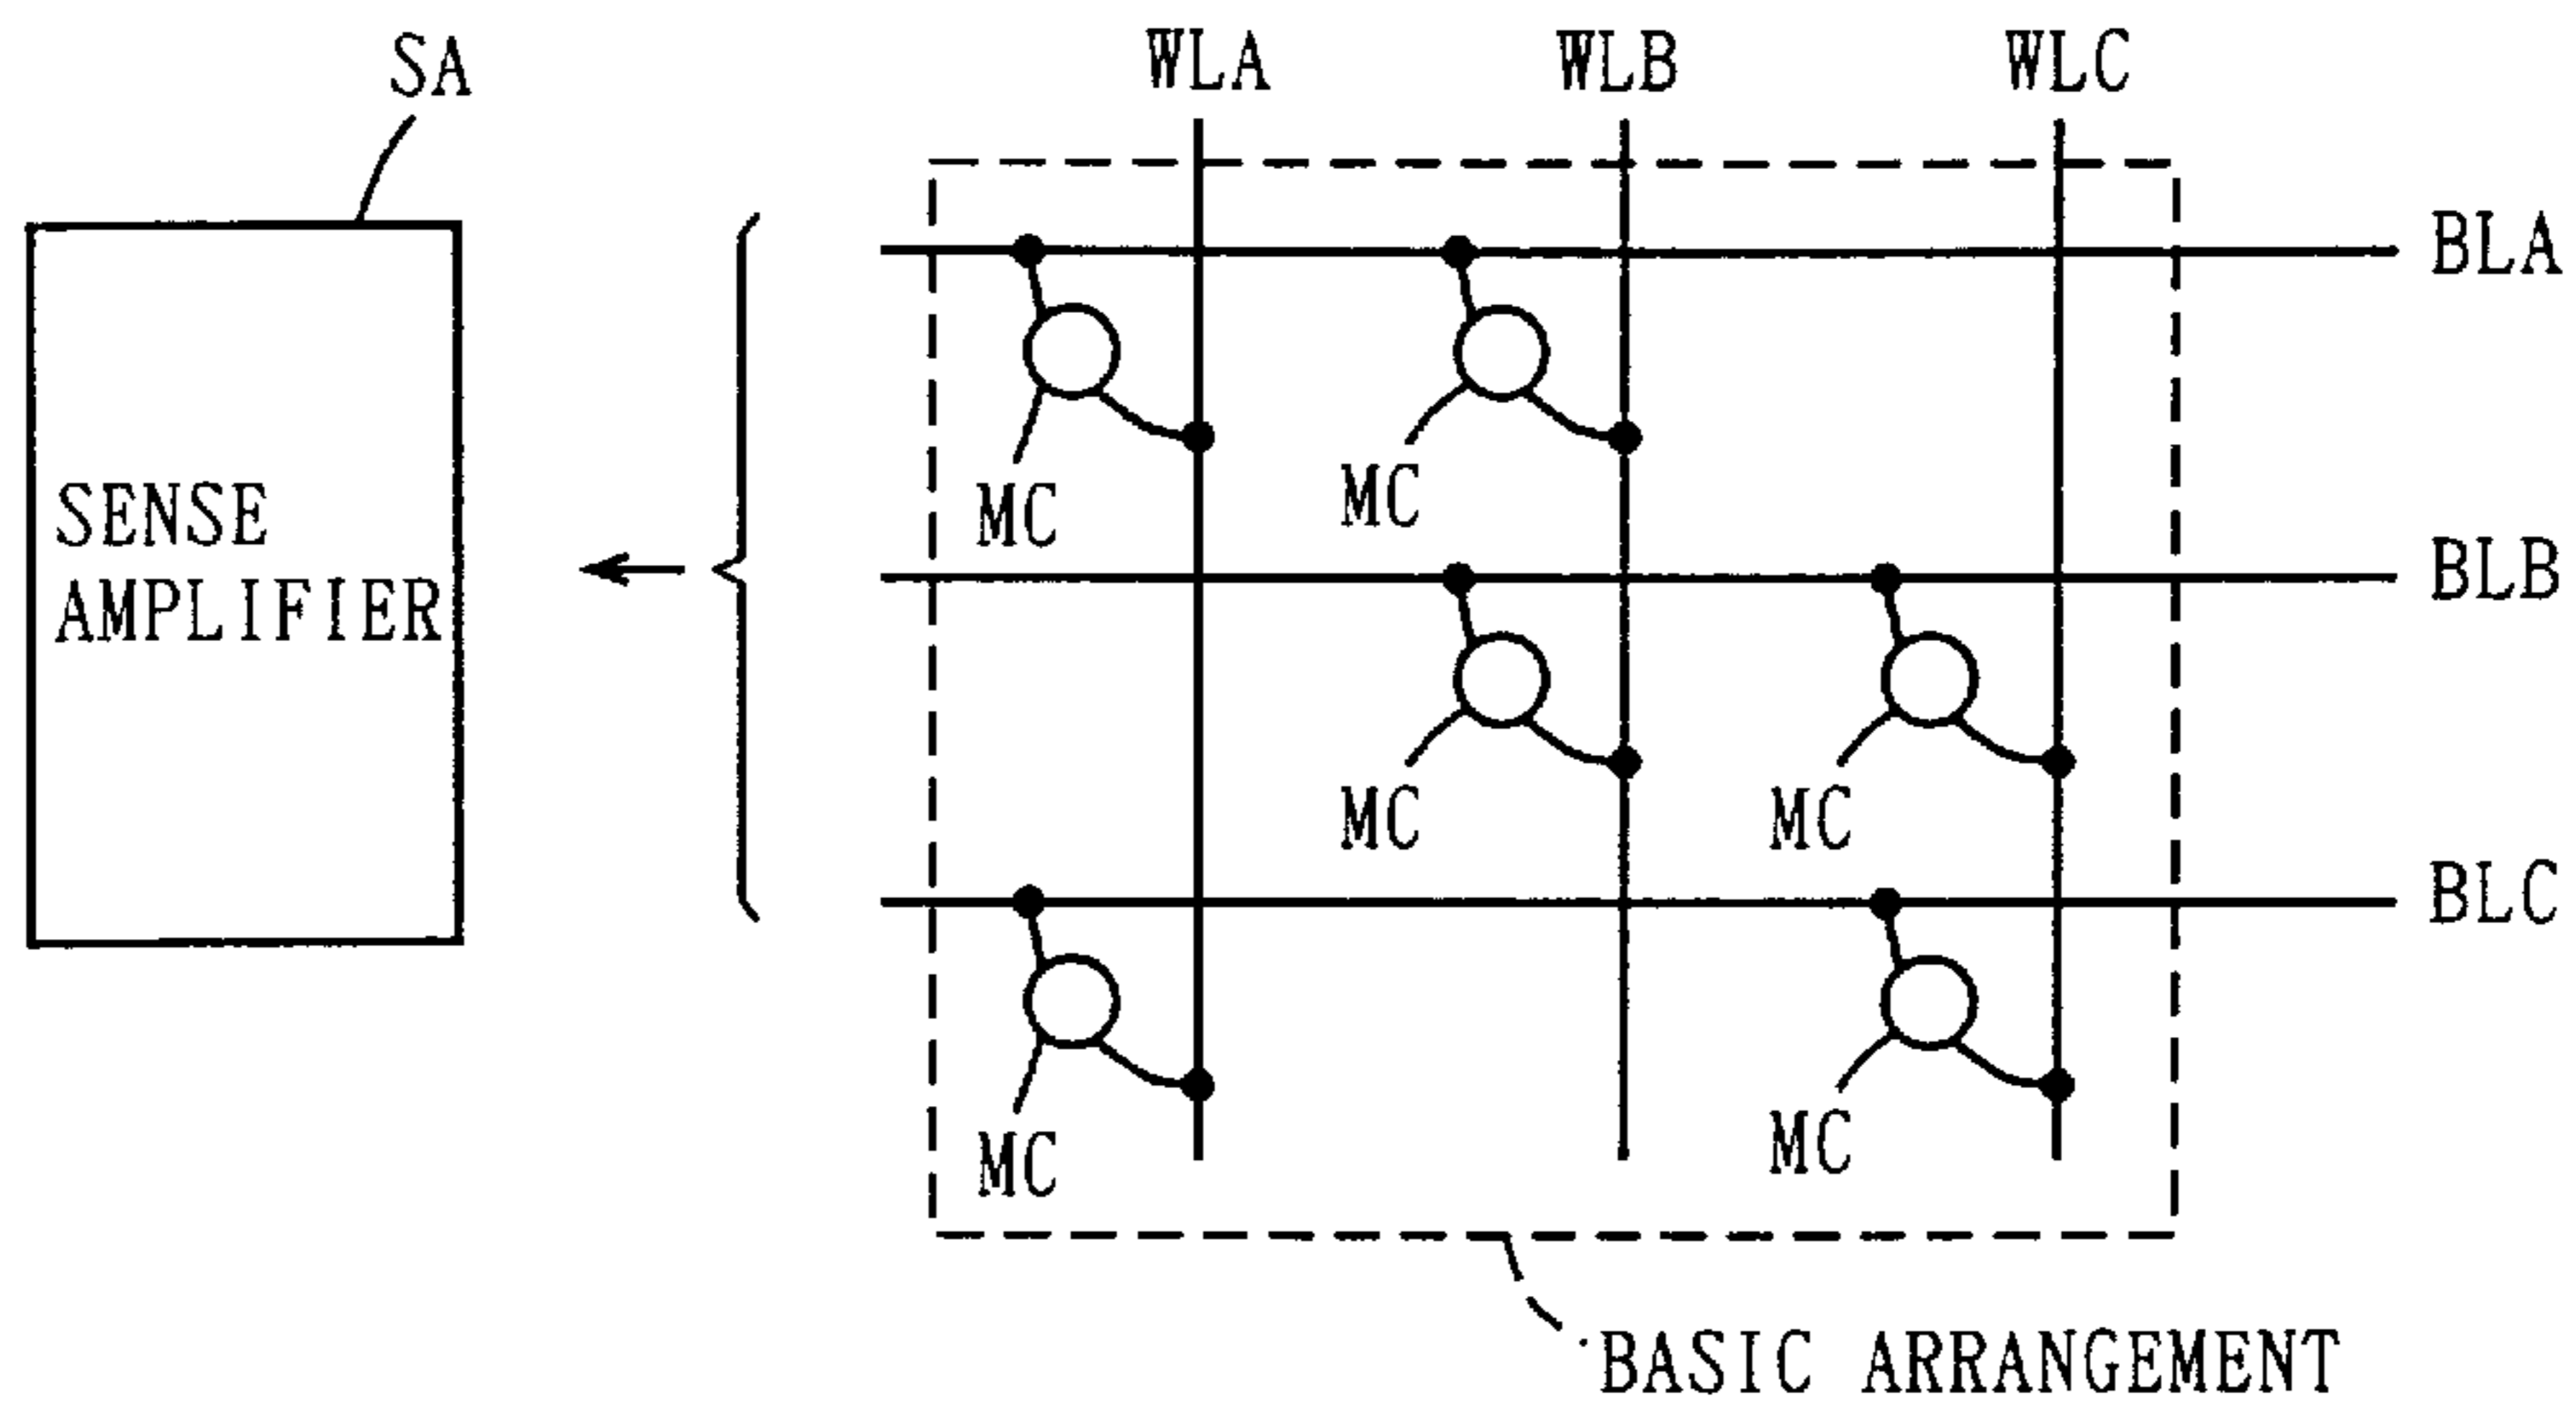 SA
WLA
WLB
WLC
BLA
MC
MC
SENSE
AMPLIFIER
BLB
MC
MC
BLC
MC
MC
BASIC ARRANGEMENT